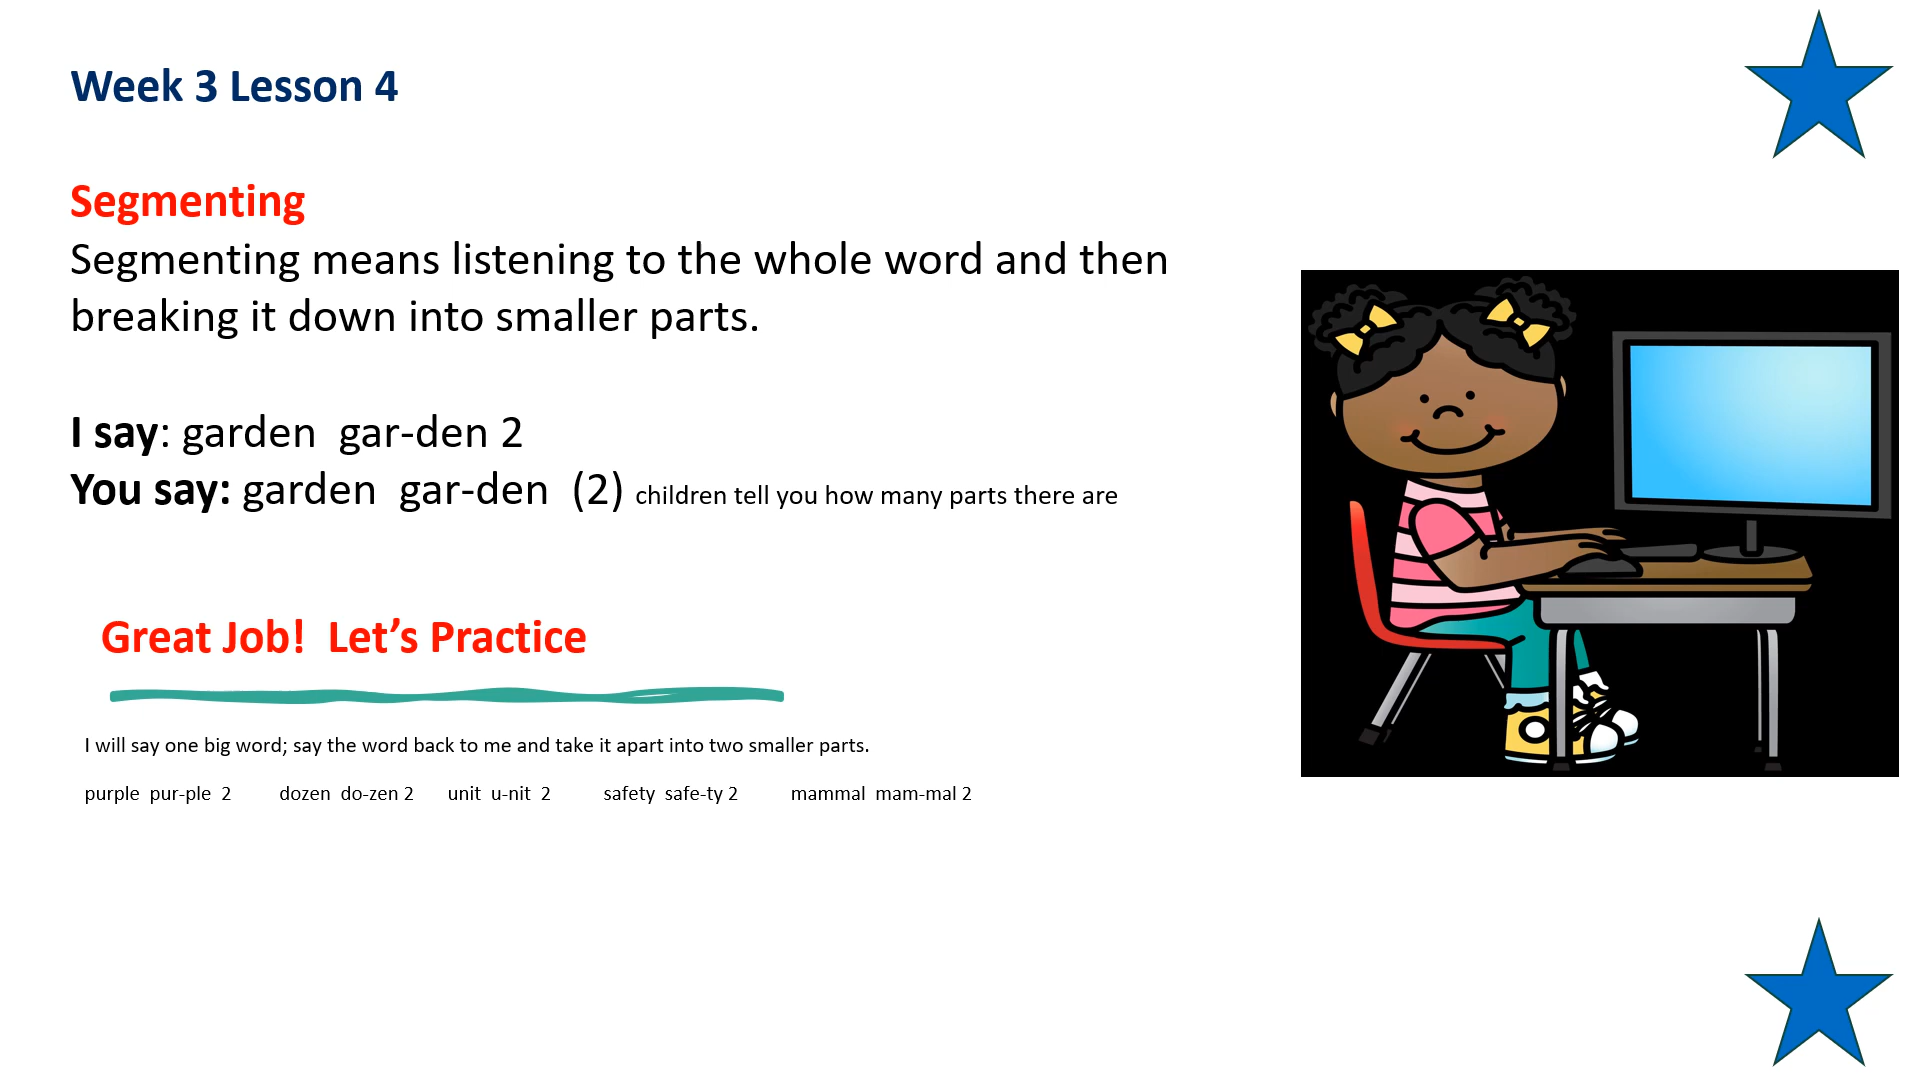 Week 3 Lesson 4
Segmenting
Segmenting means listening to the whole word and then
breaking it down into smaller parts.
I say: garden  gar-den 2
You say: garden  gar-den  (2) children tell you how many parts there are
Great Job!  Let’s Practice
I will say one big word; say the word back to me and take it apart into two smaller parts.
purple  pur-ple  2    dozen  do-zen 2    unit  u-nit  2    safety  safe-ty 2    mammal  mam-mal 2